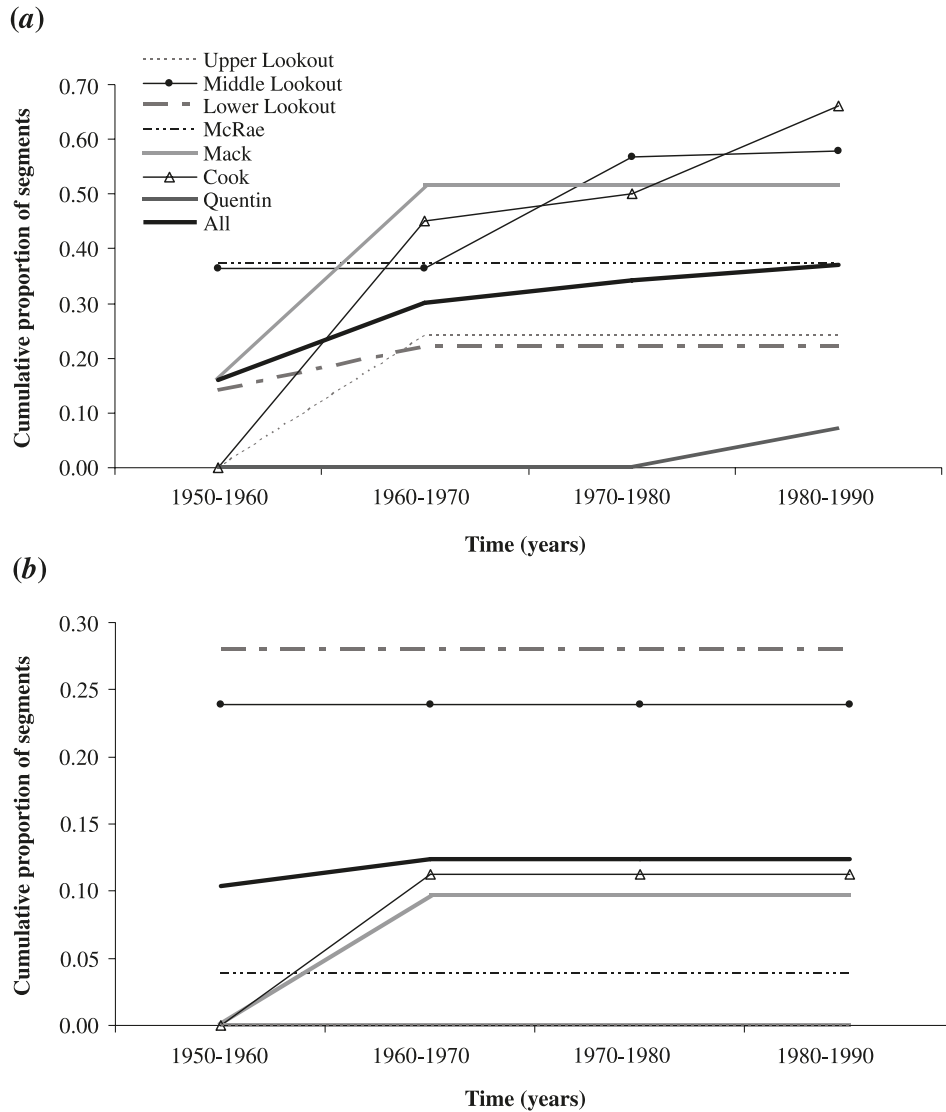 (a)
Upper Lookout
Middle Lookout
Lower Lookout
McRae
Mack
Cook
Quentin
All
Cumulative proportion of segments
0.70
0.60
0.50
0.40
0.30
0.20
0.10
0.00
1950-1960 1960-1970 1970-1980 1980-1990
Time (years)
(b)
Cumulative proportion of segments
0.30
0.25
0.20
0.15
0.10
0.05
0.00
1950-1960 1960-1970 1970-1980 1980-1990
Time (years)